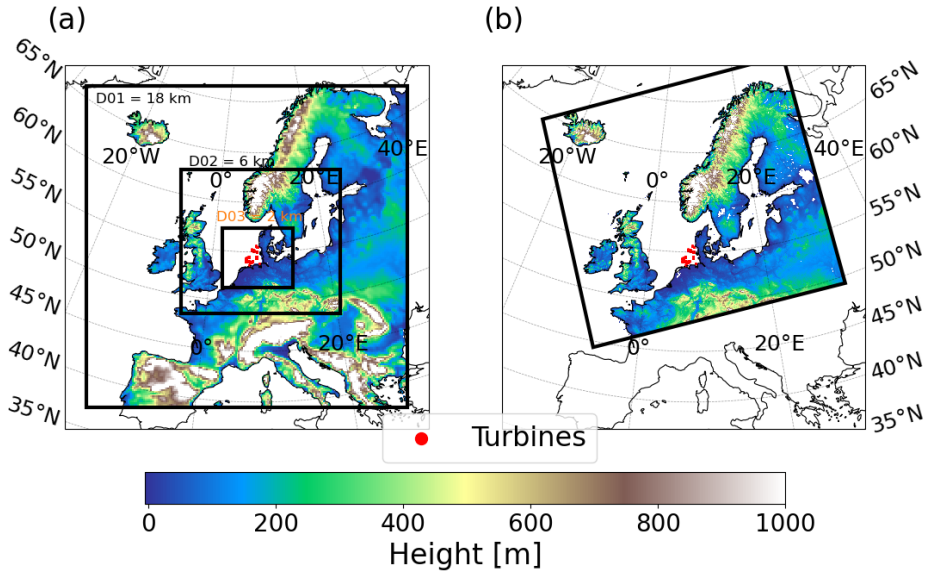 (a)
(b)
65°N
60°N
55°N
50°N
45°N
40°N
35°N
D01 = 18 km
20°W
40°E
D02 = 6 km
0°
20°E
D03 = 2 km
0°
20°E
20°W
0°
20°E
0°
20°E
65°N
60°N
55°N
50°N
45°N
40°N
35°N
Turbines
0
200
400
600
800
1000
Height [m]